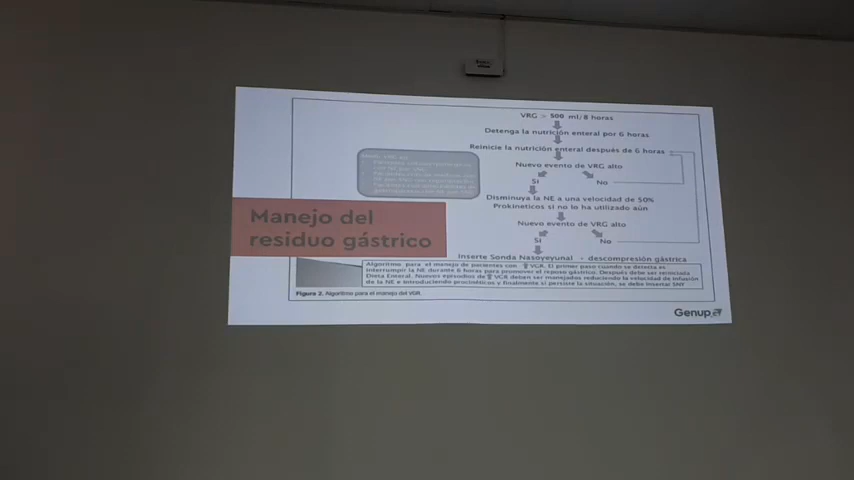 VRG > 500 ml/8 horas
Detenga la nutrición enteral por 6 horas
Reinicie la nutrición enteral después de 6 horas
Nuevo evento de VRG alto
Si
No
Disminuya la NE a una velocidad de 50%
Prokineticos si no lo ha utilizado aún
Nuevo evento de VRG alto
Si
No
Inserte Sonda Nasoyeyunal - descompresión gástrica
Manejo del
residuo gástrico
Algoritmo para el manejo de pacientes con ⇧ VGR. El primer paso cuando se detecta es
interrumpir la NE durante 6 horas para promover el reposo gástrico. Después debe ser reiniciada
Dieta Enteral. Nuevos episodios de ⇧ VGR deben ser manejados reduciendo la velocidad de infusión
de la NE e introduciendo procinéticos y finalmente si persiste la situación, se debe insertar SNY
Figura 2. Algoritmo para el manejo del VGR.
Genup